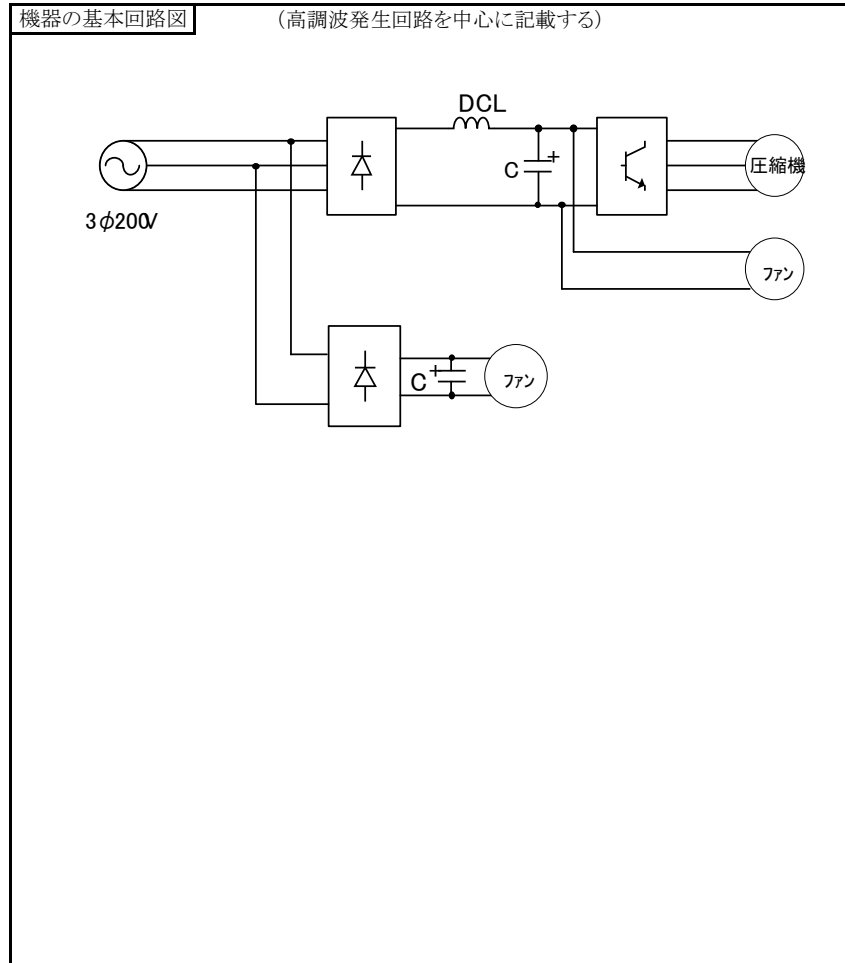 機器の基本回路図 (高調波発生回路を中心に記載する)
DCL
C +
圧縮機
3φ200V
ファン
C +
ファン